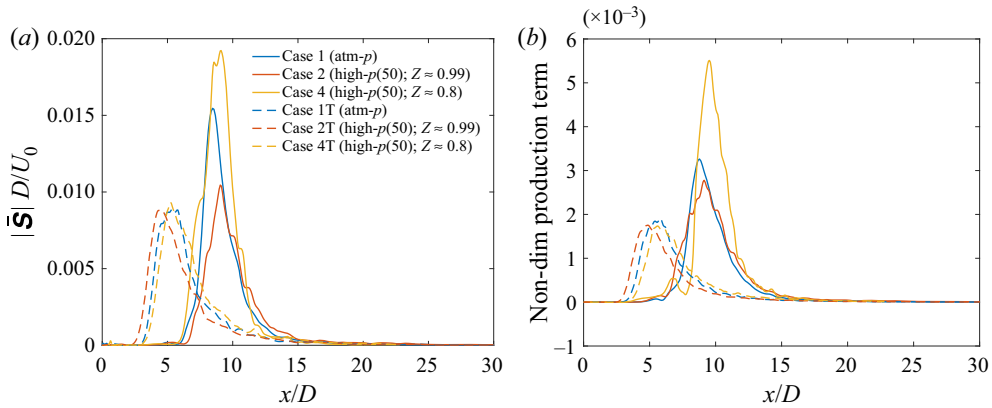 (a)
|S̄| D/U₀
0.020
0.015
0.010
0.005
0
Case 1 (atm-p)
Case 2 (high-p(50); Z ≈ 0.99)
Case 4 (high-p(50); Z ≈ 0.8)
Case 1T (atm-p)
Case 2T (high-p(50); Z ≈ 0.99)
Case 4T (high-p(50); Z ≈ 0.8)
0 5 10 15 20 25 30
x/D
(b)
(×10⁻³)
Non-dim production term
6
5
4
3
2
1
0
−1
0 5 10 15 20 25 30
x/D